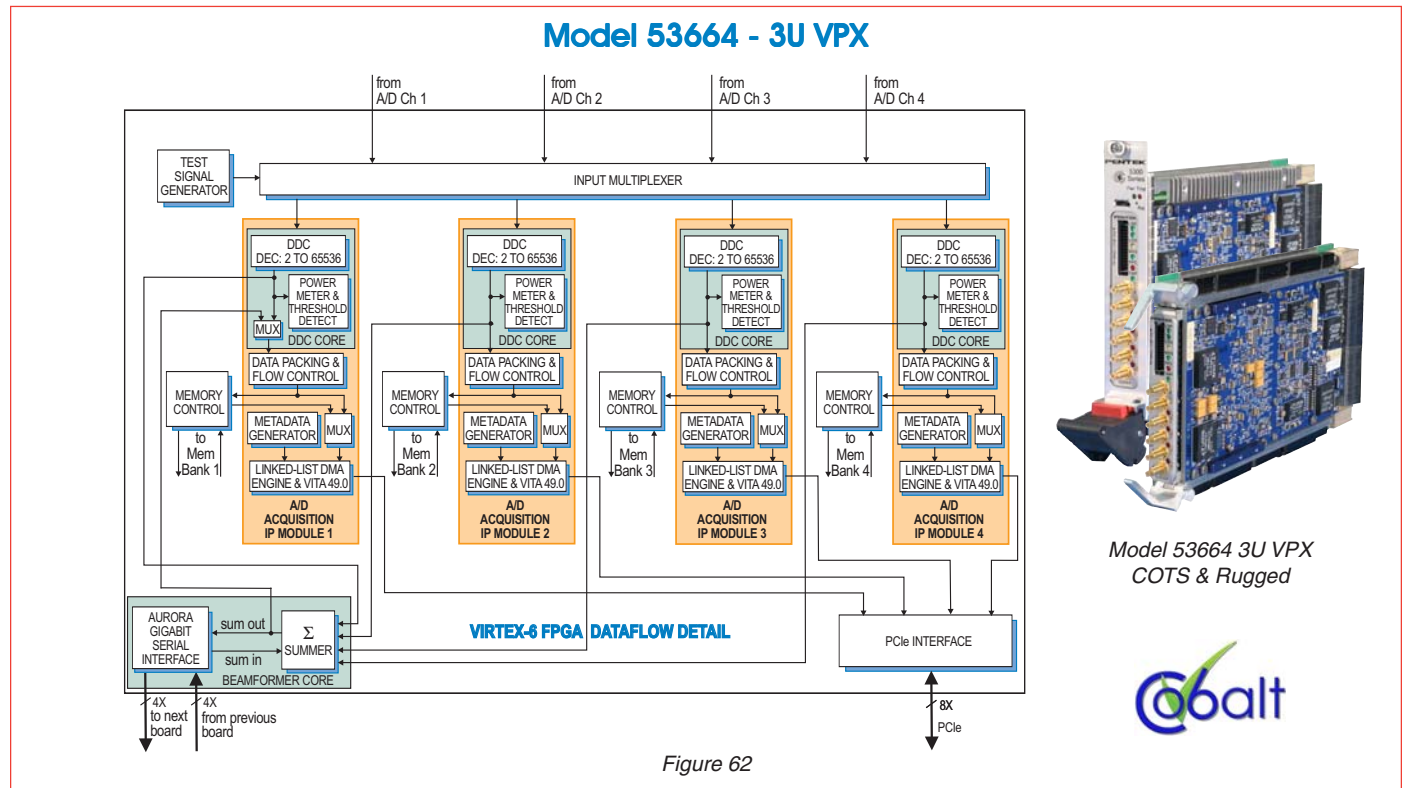 Model 53664 - 3U VPX
from
A/D Ch 1
from
A/D Ch 2
from
A/D Ch 3
from
A/D Ch 4
TEST
SIGNAL
GENERATOR
INPUT MULTIPLEXER
DDC
DEC: 2 TO 65536
POWER
METER &
THRESHOLD
DETECT
MUX
DDC CORE
DATA PACKING &
FLOW CONTROL
MEMORY
CONTROL
METADATA
GENERATOR
MUX
to
Mem
Bank 1
LINKED-LIST DMA
ENGINE & VITA 49.0
A/D
ACQUISITION
IP MODULE 1
DDC
DEC: 2 TO 65536
POWER
METER &
THRESHOLD
DETECT
DDC CORE
DATA PACKING &
FLOW CONTROL
MEMORY
CONTROL
METADATA
GENERATOR
MUX
to
Mem
Bank 2
LINKED-LIST DMA
ENGINE & VITA 49.0
A/D
ACQUISITION
IP MODULE 2
DDC
DEC: 2 TO 65536
POWER
METER &
THRESHOLD
DETECT
DDC CORE
DATA PACKING &
FLOW CONTROL
MEMORY
CONTROL
METADATA
GENERATOR
MUX
to
Mem
Bank 3
LINKED-LIST DMA
ENGINE & VITA 49.0
A/D
ACQUISITION
IP MODULE 3
DDC
DEC: 2 TO 65536
POWER
METER &
THRESHOLD
DETECT
DDC CORE
DATA PACKING &
FLOW CONTROL
MEMORY
CONTROL
METADATA
GENERATOR
MUX
to
Mem
Bank 4
LINKED-LIST DMA
ENGINE & VITA 49.0
A/D
ACQUISITION
IP MODULE 4
AURORA
GIGABIT
SERIAL
INTERFACE
sum out
sum in
Σ
SUMMER
BEAMFORMER CORE
VIRTEX-6 FPGA DATAFLOW DETAIL
PCIe INTERFACE
4X
to next
board
4X
from previous
board
8X
PCIe
Figure 62
PENTEK
5300
Series
Model 53664 3U VPX
COTS & Rugged
Cobalt